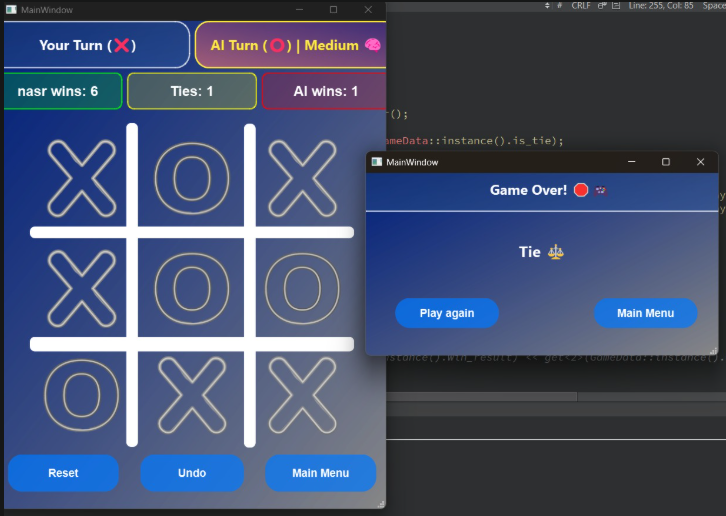 MainWindow
Your Turn (❌)
AI Turn (⭕) | Medium 🧠
nasr wins: 6
Ties: 1
AI wins: 1
X O X
X O O
O X X
Reset
Undo
Main Menu
# CRLF Line: 255, Col: 85 Space
r();
ameData::instance().is_tie);
MainWindow
Game Over! 🛑
Tie ⚖️
Play again
Main Menu
nstance().win_result) << get<2>(GameData::instance().